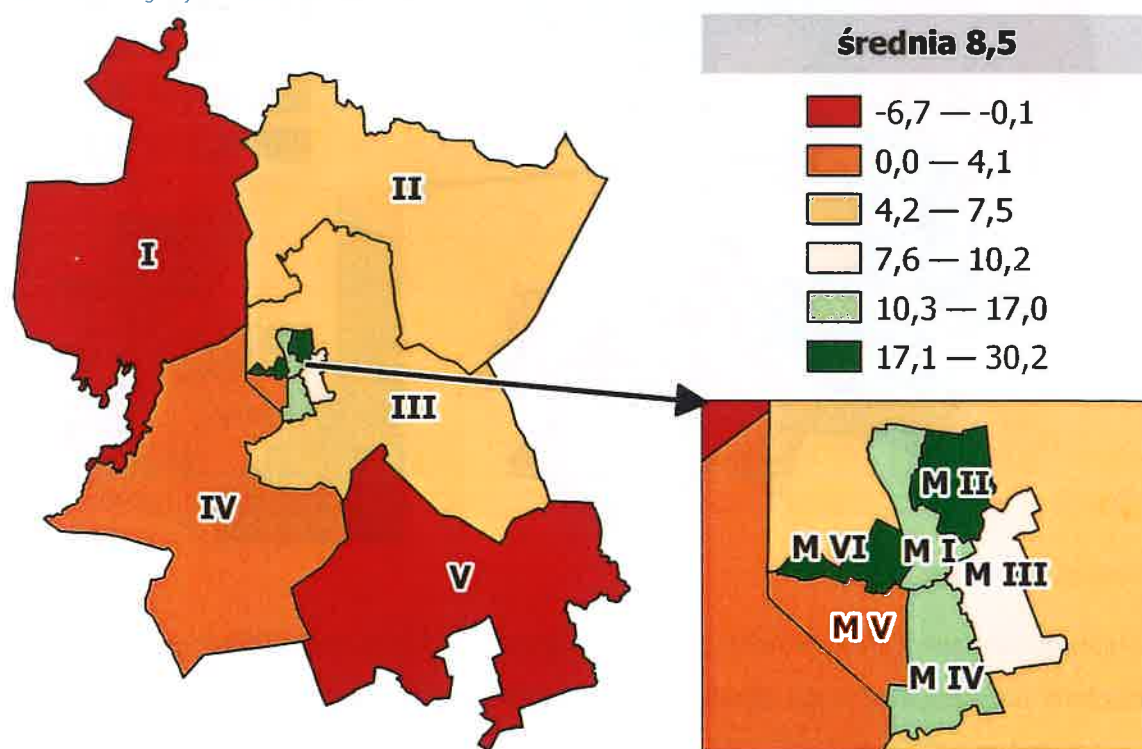 średnia 8,5
-6,7 — -0,1
0,0 — 4,1
4,2 — 7,5
7,6 — 10,2
10,3 — 17,0
17,1 — 30,2
I
II
III
IV
V
M II
M VI
M I
M III
M V
M IV